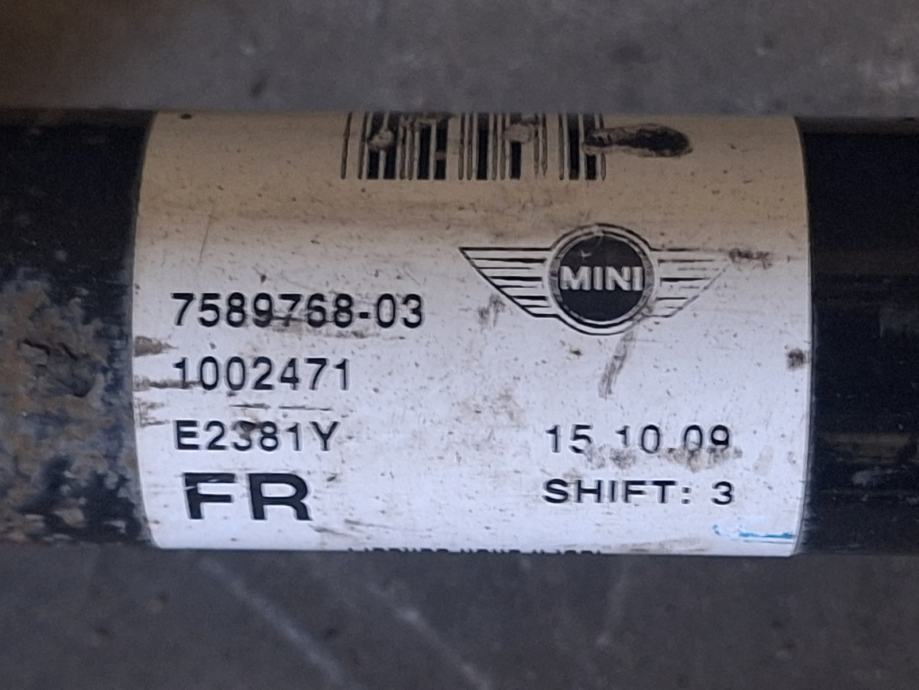 MINI
7589768-03
1002471
E2381Y
15.10.09
FR
SHIFT: 3